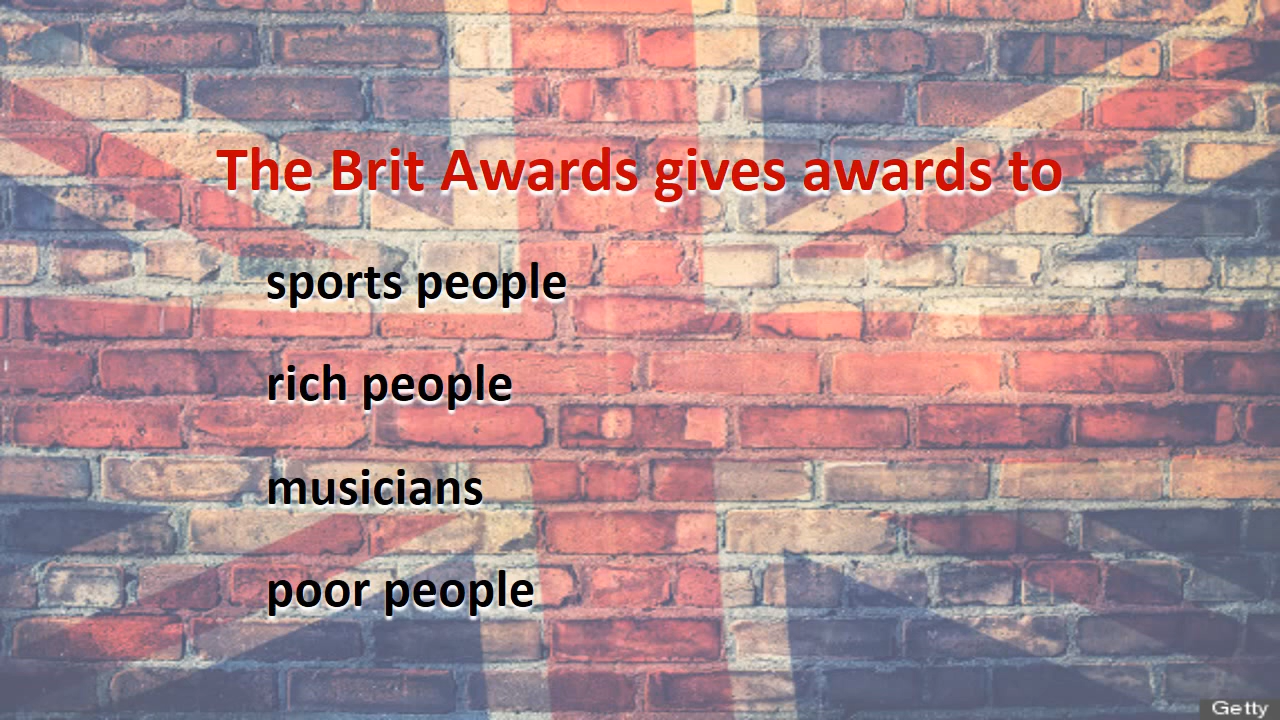 The Brit Awards gives awards to
sports people
rich people
musicians
poor people
Getty